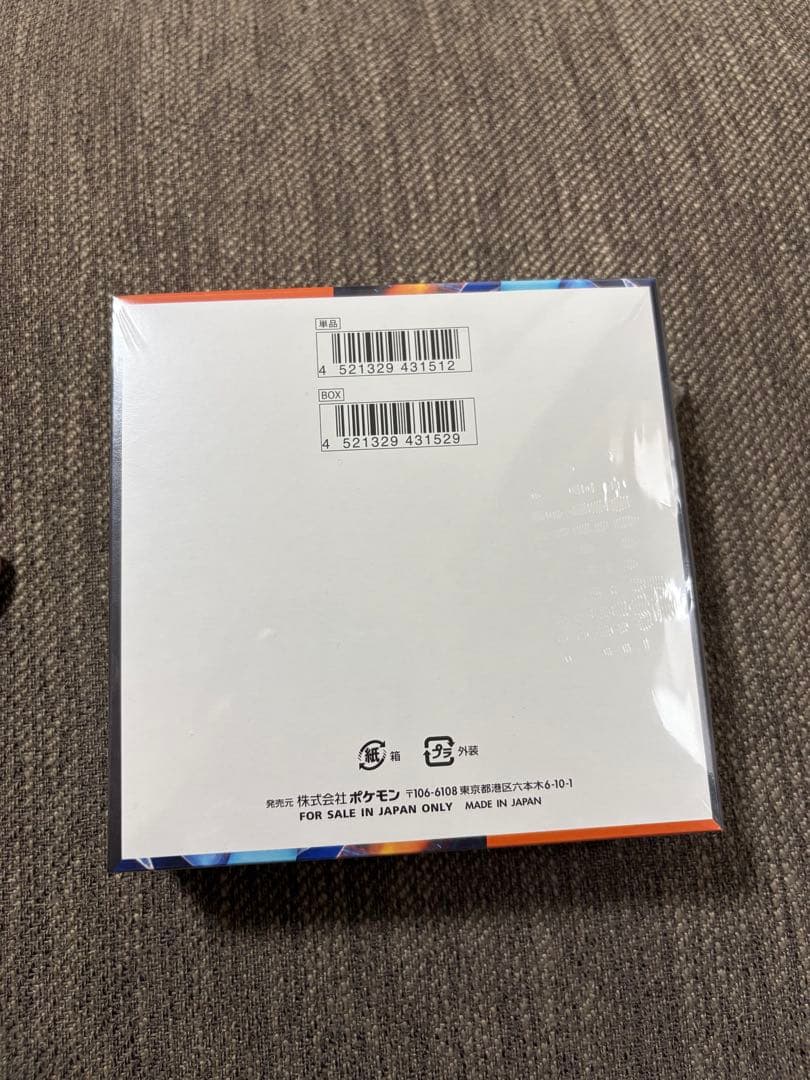 単品
4 521329 431512
BOX
4 521329 431529
紙 箱 プラ 外装
発売元 株式会社ポケモン 〒106-6108 東京都港区六本木6-10-1
FOR SALE IN JAPAN ONLY MADE IN JAPAN